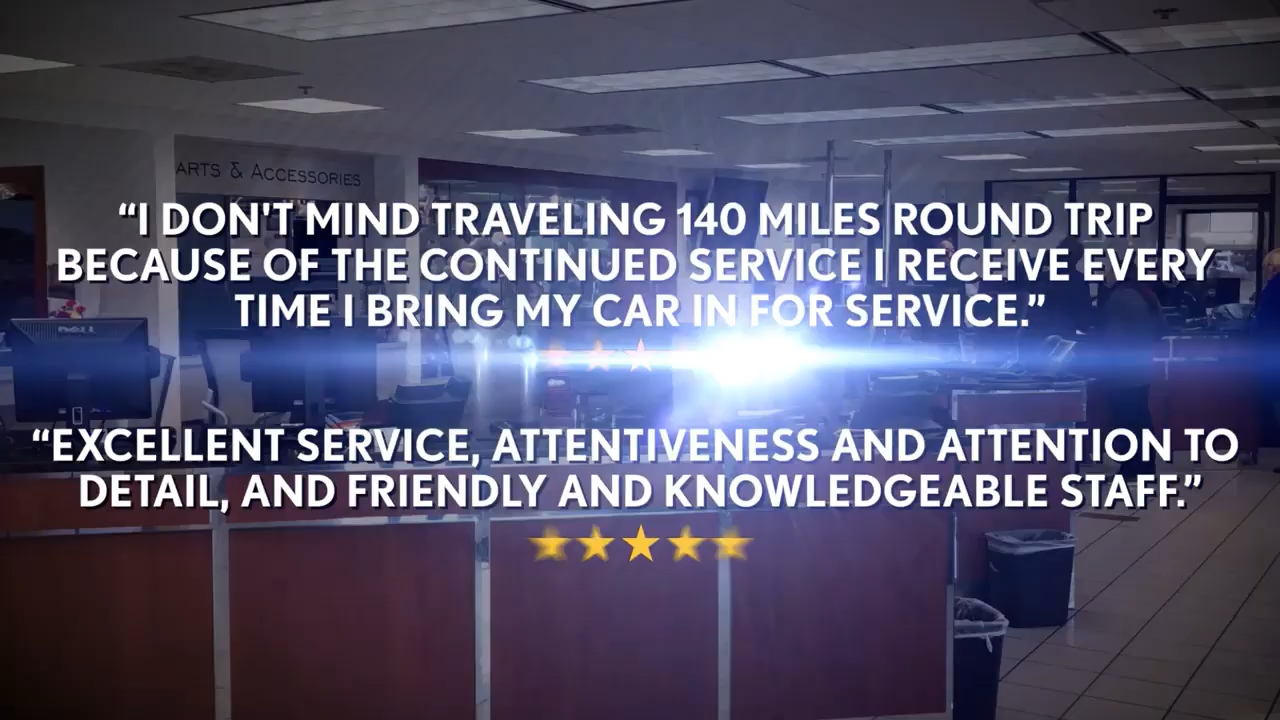 ARTS & ACCESSORIES
“I DON'T MIND TRAVELING 140 MILES ROUND TRIP
BECAUSE OF THE CONTINUED SERVICE I RECEIVE EVERY
TIME I BRING MY CAR IN FOR SERVICE.”
DELL
“EXCELLENT SERVICE, ATTENTIVENESS AND ATTENTION TO
DETAIL, AND FRIENDLY AND KNOWLEDGEABLE STAFF.”